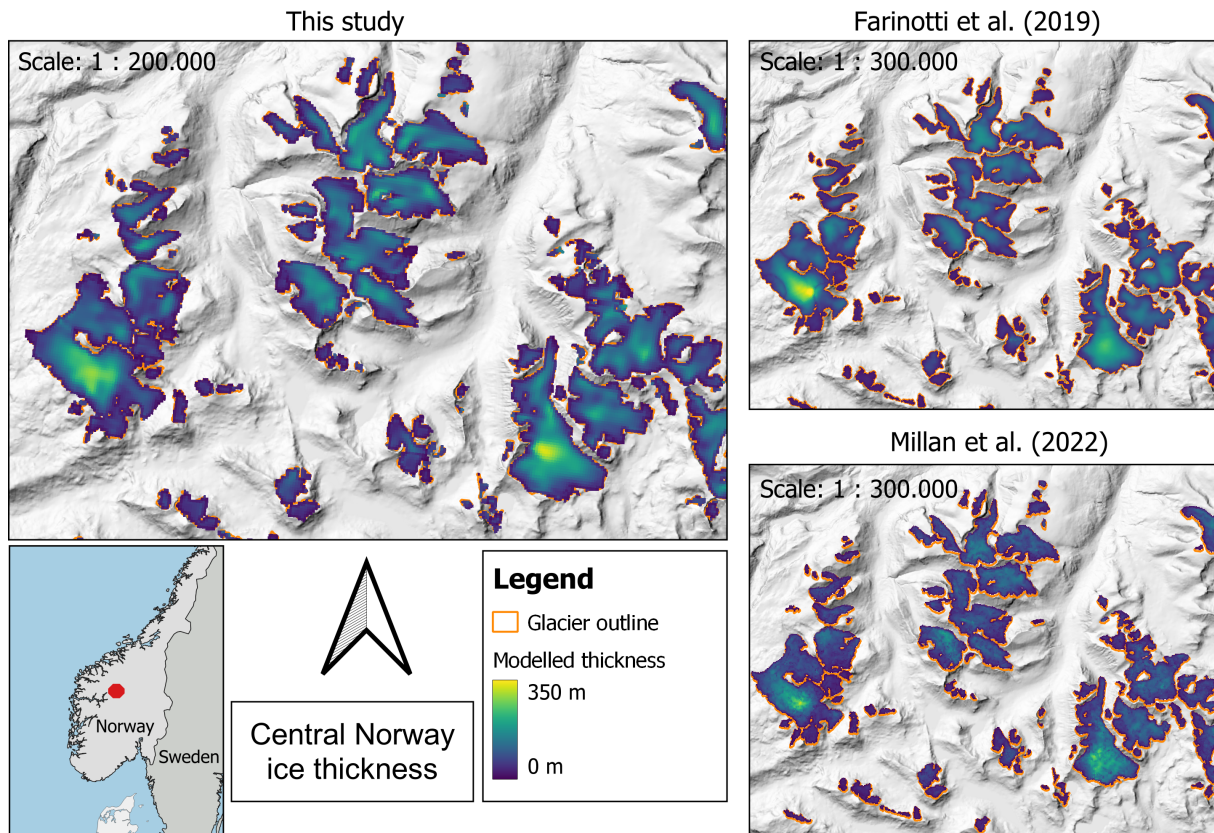 This study
Scale: 1 : 200.000
Farinotti et al. (2019)
Scale: 1 : 300.000
Millan et al. (2022)
Scale: 1 : 300.000
Norway
Sweden
Central Norway
ice thickness
Legend
Glacier outline
Modelled thickness
350 m
0 m